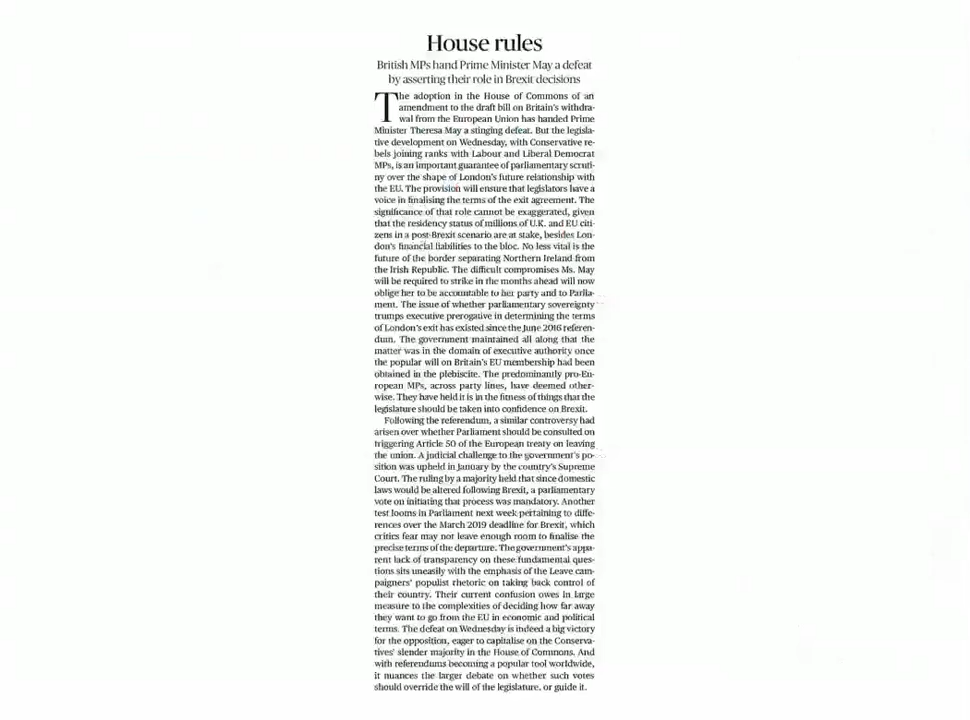 House rules
British MPs hand Prime Minister May a defeat
by asserting their role in Brexit decisions
The adoption in the House of Commons of an
amendment to the draft bill on Britain's withdra-
wal from the European Union has handed Prime
Minister Theresa May a stinging defeat. But the legisla-
tive development on Wednesday, with Conservative re-
bels joining ranks with Labour and Liberal Democrat
MPs, is an important guarantee of parliamentary scruti-
ny over the shape of London's future relationship with
the EU. The provision will ensure that legislators have a
voice in finalising the terms of the exit agreement. The
significance of that role cannot be exaggerated, given
that the residency status of millions of U.K. and EU citi-
zens in a post-Brexit scenario are at stake, besides Lon-
don's financial liabilities to the bloc. No less vital is the
future of the border separating Northern Ireland from
the Irish Republic. The difficult compromises Ms. May
will be required to strike in the months ahead will now
oblige her to be accountable to her party and to Parlia-
ment. The issue of whether parliamentary sovereignty
trumps executive prerogative in determining the terms
of London's exit has existed since the June 2016 referen-
dum. The government maintained all along that the
matter was in the domain of executive authority once
the popular will on Britain's EU membership had been
obtained in the plebiscite. The predominantly pro-Eu-
ropean MPs, across party lines, have deemed other-
wise. They have held it is in the fitness of things that the
legislature should be taken into confidence on Brexit.
Following the referendum, a similar controversy had
arisen over whether Parliament should be consulted on
triggering Article 50 of the European treaty on leaving
the union. A judicial challenge to the government's po-
sition was upheld in January by the country's Supreme
Court. The ruling by a majority held that since domestic
laws would be altered following Brexit, a parliamentary
vote on initiating that process was mandatory. Another
test looms in Parliament next week pertaining to diffe-
rences over the March 2019 deadline for Brexit, which
critics fear may not leave enough room to finalise the
precise terms of the departure. The government's appa-
rent lack of transparency on these fundamental ques-
tions sits uneasily with the emphasis of the Leave cam-
paigners' populist rhetoric on taking back control of
their country. Their current confusion owes in large
measure to the complexities of deciding how far away
they want to go from the EU in economic and political
terms. The defeat on Wednesday is indeed a big victory
for the opposition, eager to capitalise on the Conserva-
tives' slender majority in the House of Commons. And
with referendums becoming a popular tool worldwide,
it nuances the larger debate on whether such votes
should override the will of the legislature, or guide it.